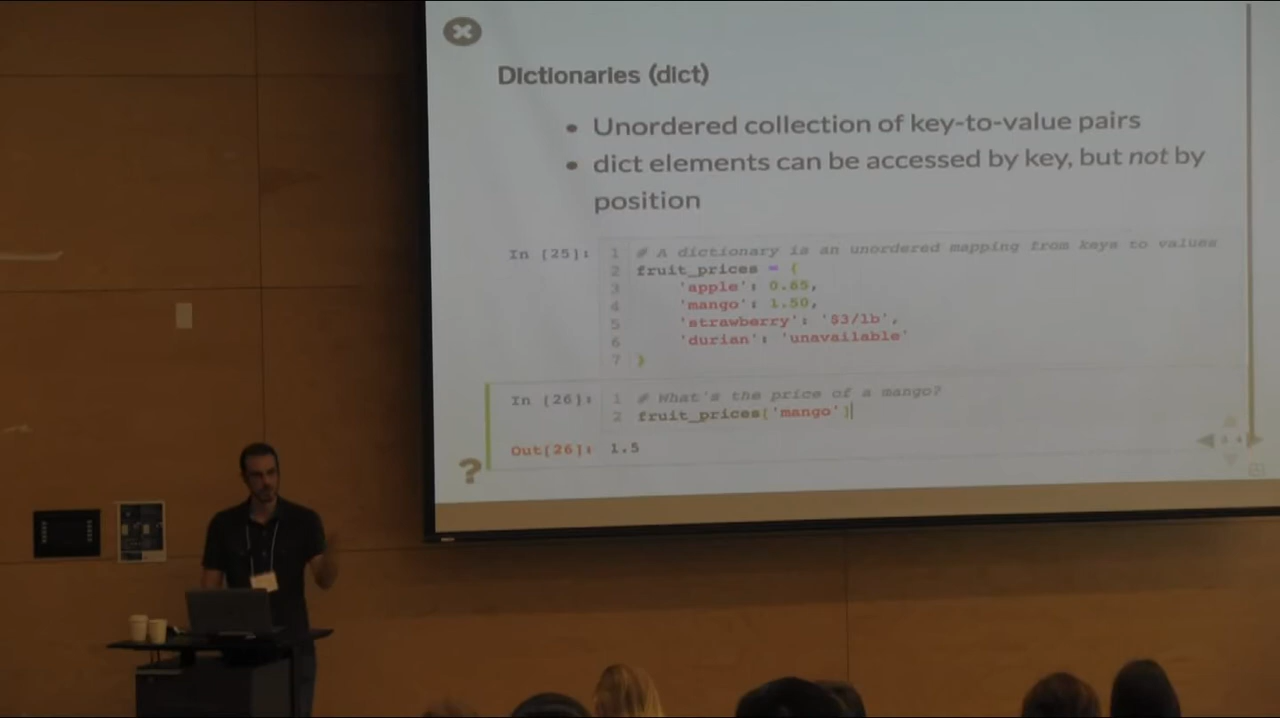 Dictionaries (dict)
• Unordered collection of key-to-value pairs
• dict elements can be accessed by key, but not by
position
In [25]: 1 # A dictionary is an unordered mapping from keys to values
2 fruit_prices = {
3 'apple': 0.65,
4 'mango': 1.50,
5 'strawberry': '$3/lb',
6 'durian': 'unavailable'
7 }
In [26]: 1 # What's the price of a mango?
2 fruit_prices['mango']
Out[26]: 1.5
?